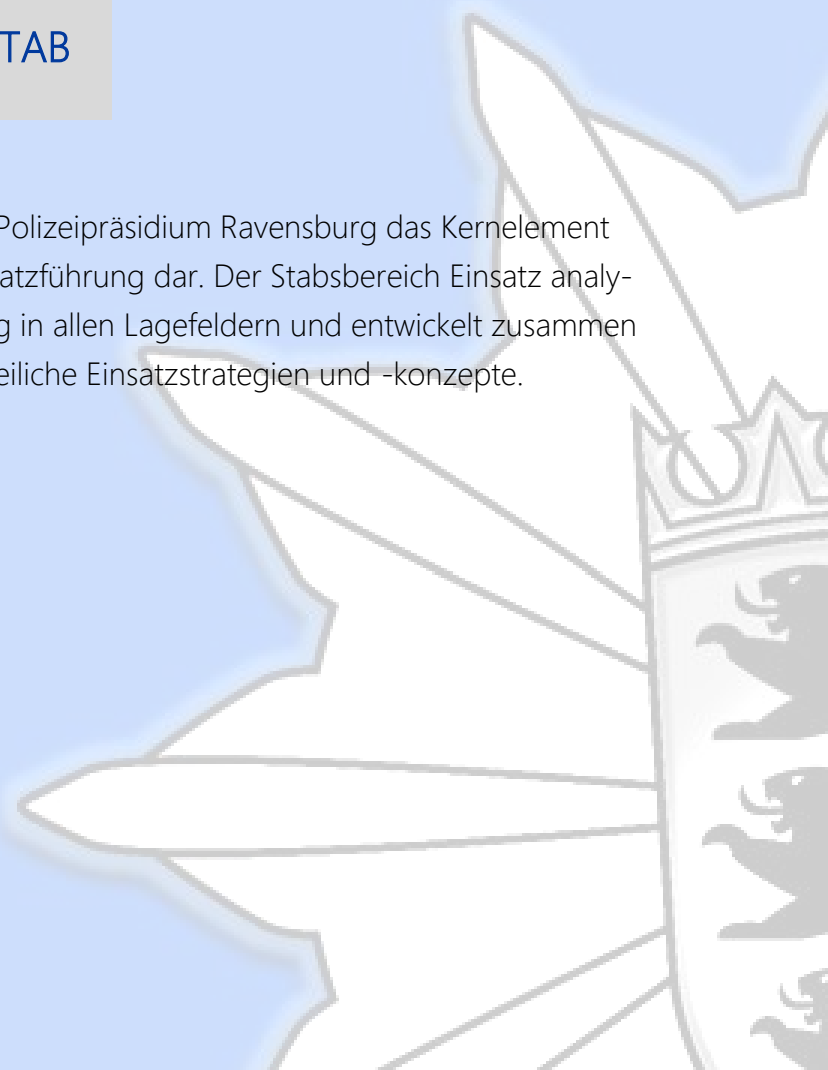 TAB
Polizeipräsidium Ravensburg das Kernelement
atzführung dar. Der Stabsbereich Einsatz analy-
g in allen Lagefeldern und entwickelt zusammen
eiliche Einsatzstrategien und -konzepte.